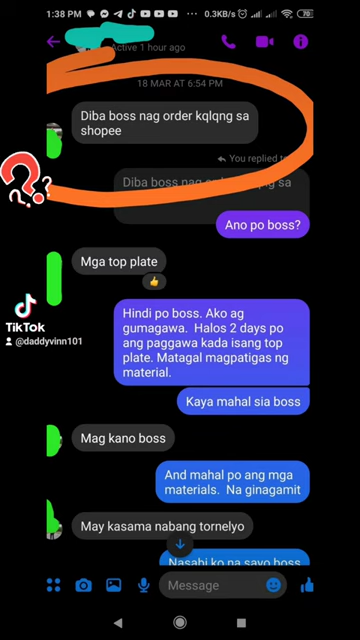 1:38 PM
0.3KB/s
Active 1 hour ago
18 MAR AT 6:54 PM
Diba boss nag order kqlqng sa
shopee
You replied to
Diba boss nag
sa
Ano po boss?
Mga top plate
Hindi po boss. Ako ag
gumagawa. Halos 2 days po
ang paggawa kada isang top
plate. Matagal magpatigas ng
material.
Kaya mahal sia boss
TikTok
@daddyvinn101
Mag kano boss
And mahal po ang mga
materials. Na ginagamit
May kasama nabang tornelyo
Nasabi ko na sayo boss
Message